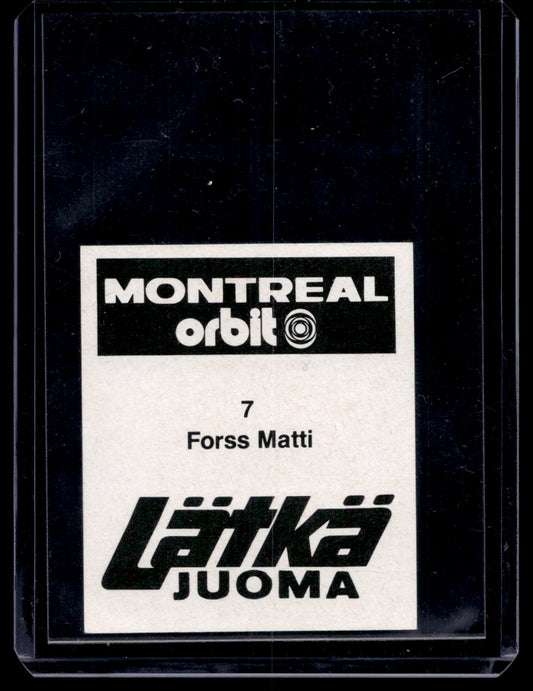 MONTREAL
orbit
7
Forss Matti
Lätkä
JUOMA